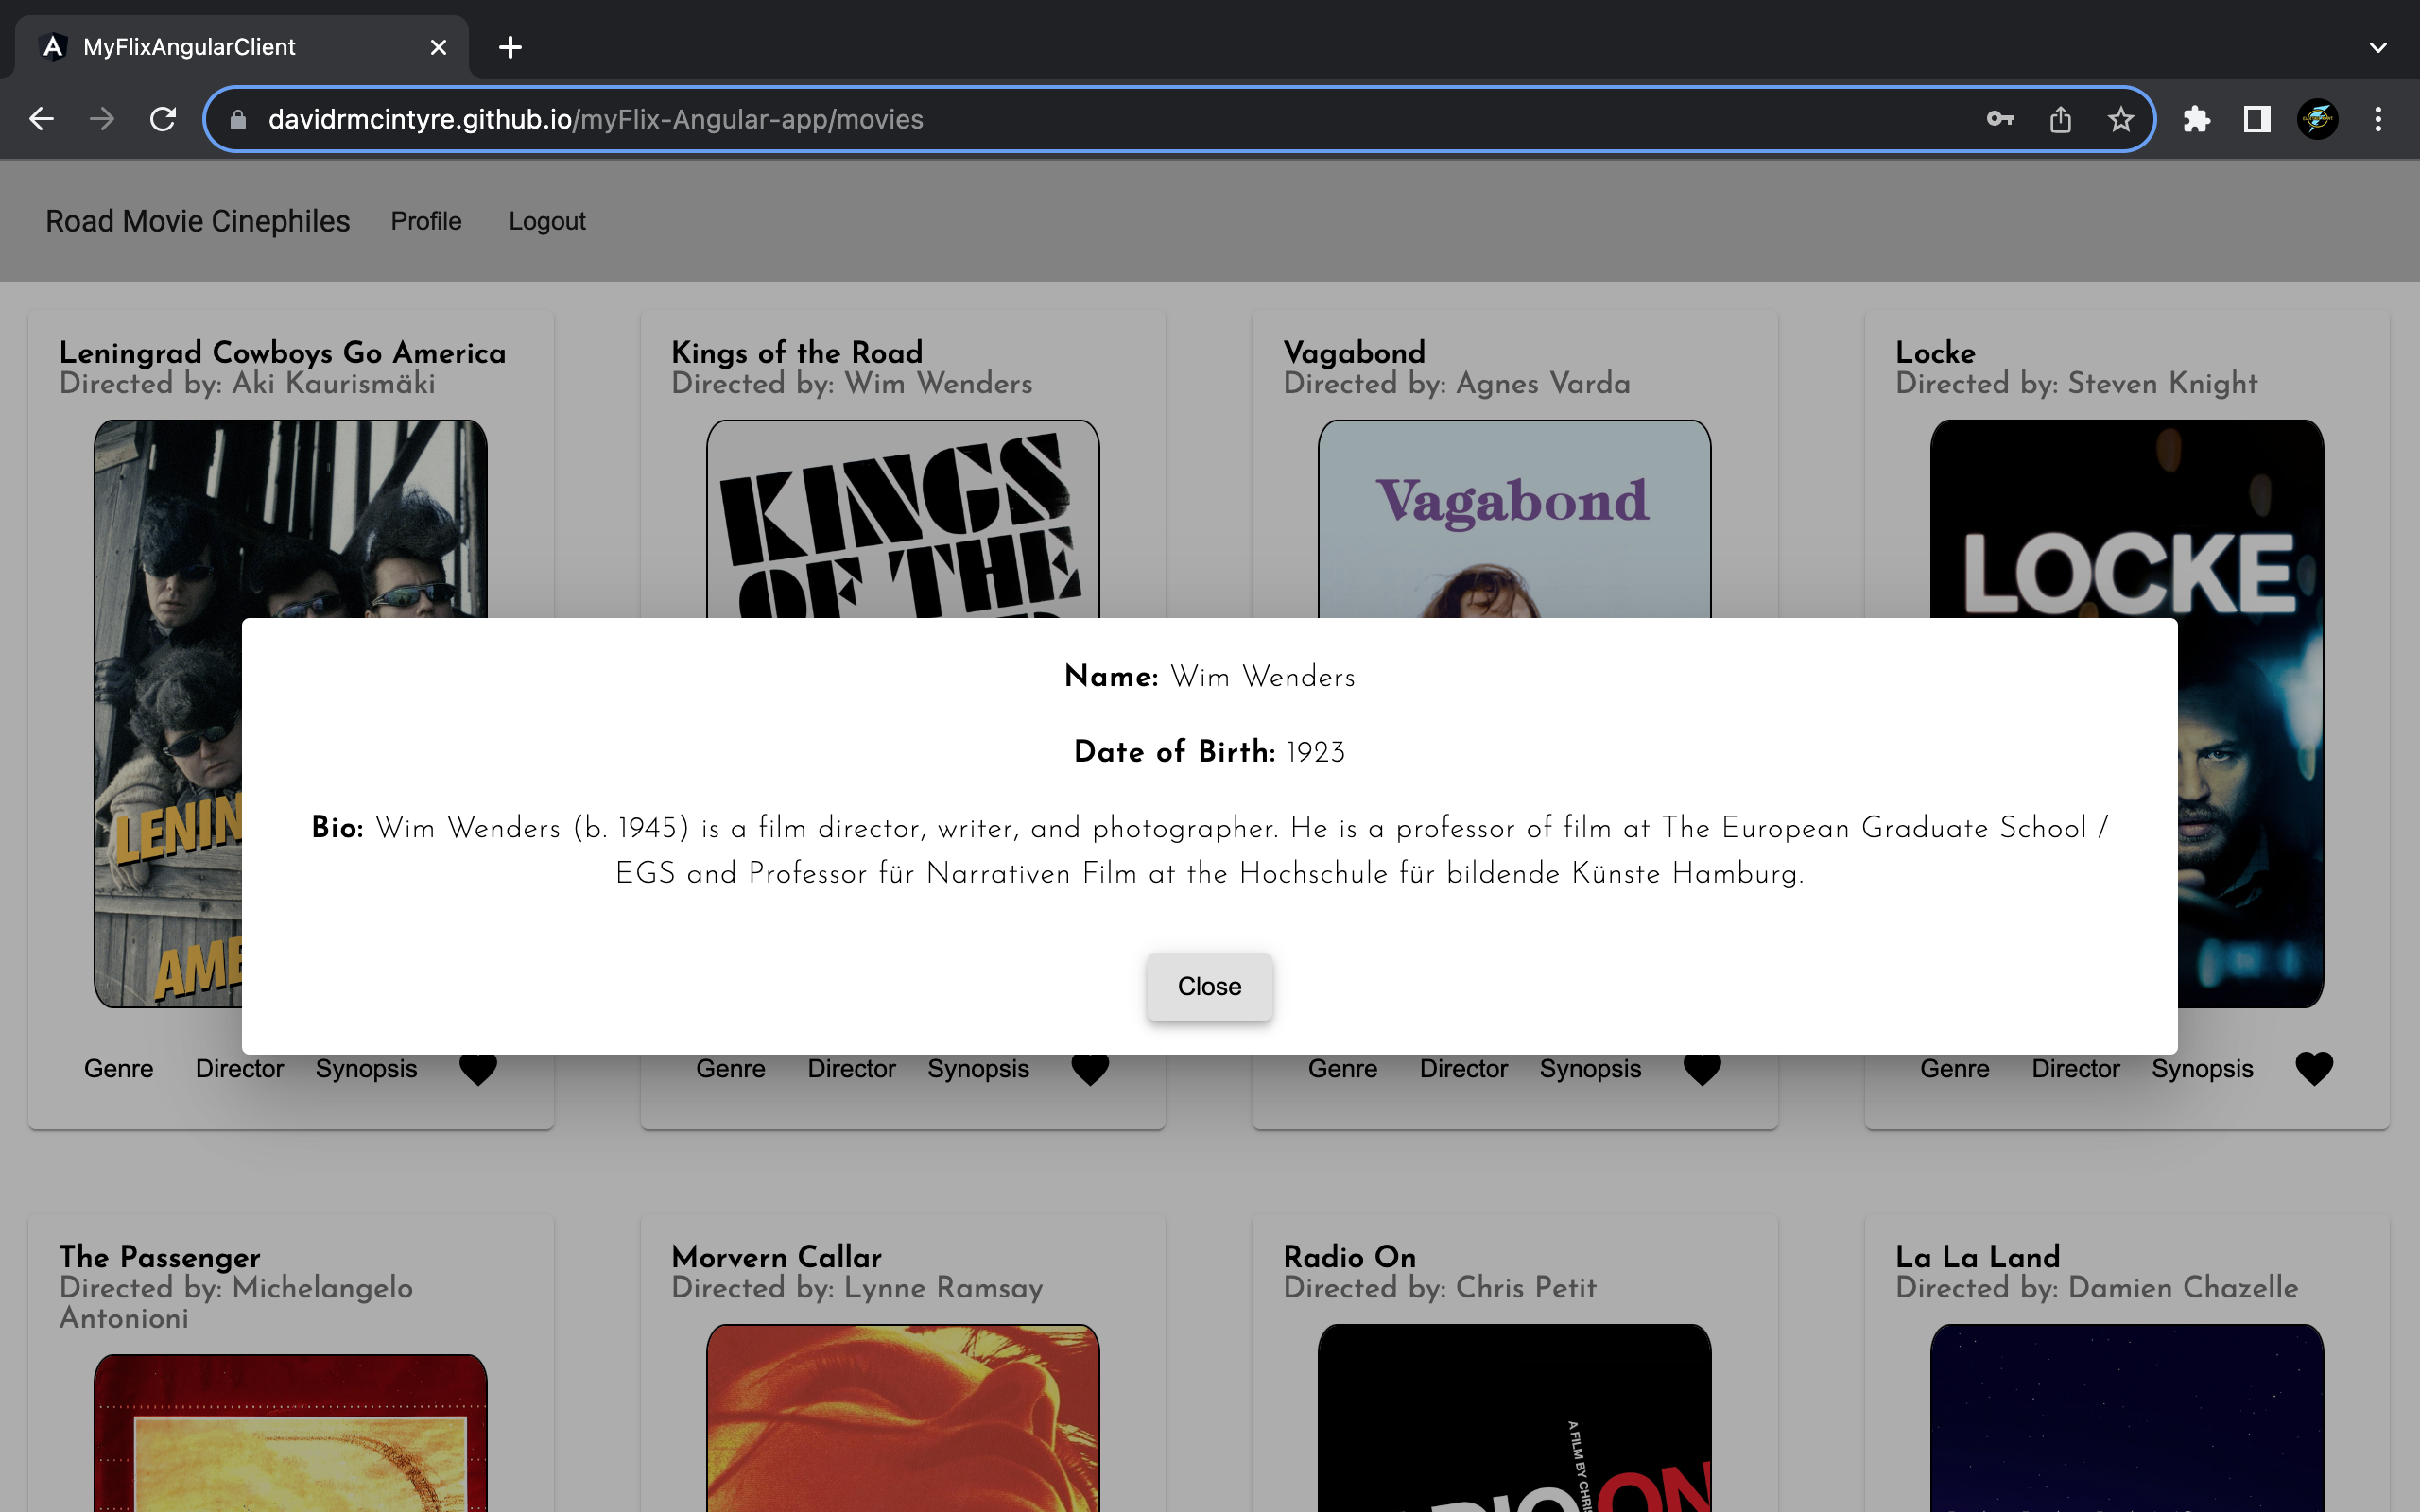 MyFlixAngularClient
davidrmcintyre.github.io/myFlix-Angular-app/movies
Road Movie Cinephiles Profile Logout
Leningrad Cowboys Go America
Directed by: Aki Kaurismäki
Kings of the Road
Directed by: Wim Wenders
KINGS
OF THE
Vagabond
Directed by: Agnes Varda
Vagabond
Locke
Directed by: Steven Knight
LOCKE
LENIN
AME
Name: Wim Wenders
Date of Birth: 1923
Bio: Wim Wenders (b. 1945) is a film director, writer, and photographer. He is a professor of film at The European Graduate School /
EGS and Professor für Narrativen Film at the Hochschule für bildende Künste Hamburg.
Close
Genre Director Synopsis
Genre Director Synopsis
Genre Director Synopsis
Genre Director Synopsis
The Passenger
Directed by: Michelangelo
Antonioni
Morvern Callar
Directed by: Lynne Ramsay
Radio On
Directed by: Chris Petit
A FILM BY CHRIS
RADIO ON
La La Land
Directed by: Damien Chazelle